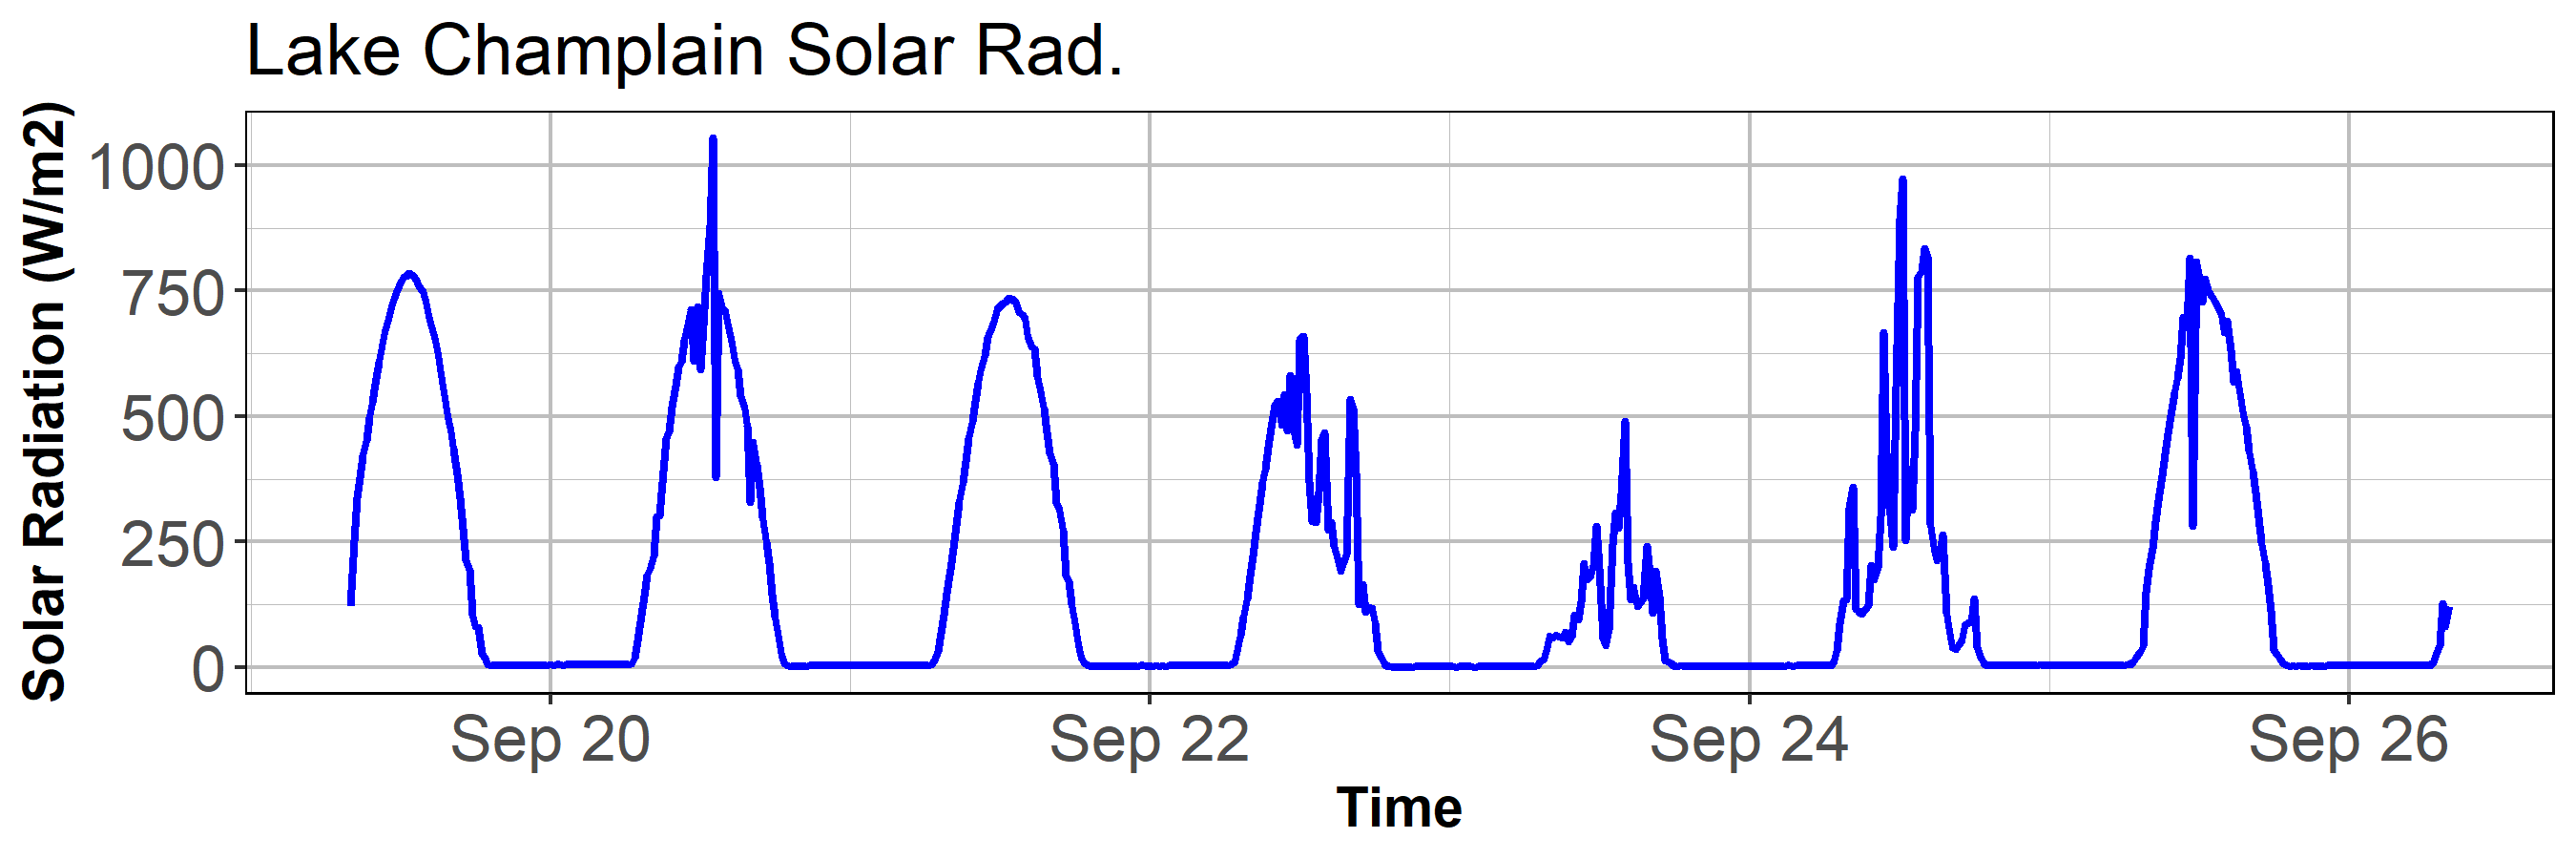 Lake Champlain Solar Rad.
Solar Radiation (W/m2)
1000
750
500
250
0
Sep 20 Sep 22 Sep 24 Sep 26
Time